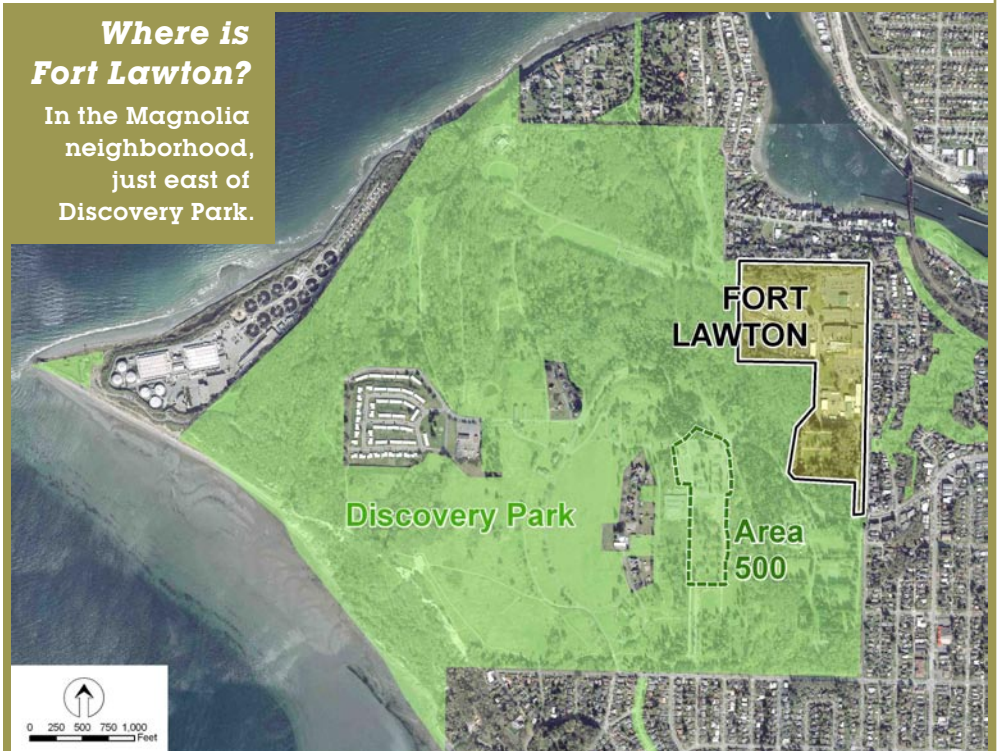 Where is
Fort Lawton?
In the Magnolia
neighborhood,
just east of
Discovery Park.
FORT
LAWTON
Discovery Park
Area
500
0 250 500 750 1,000
Feet